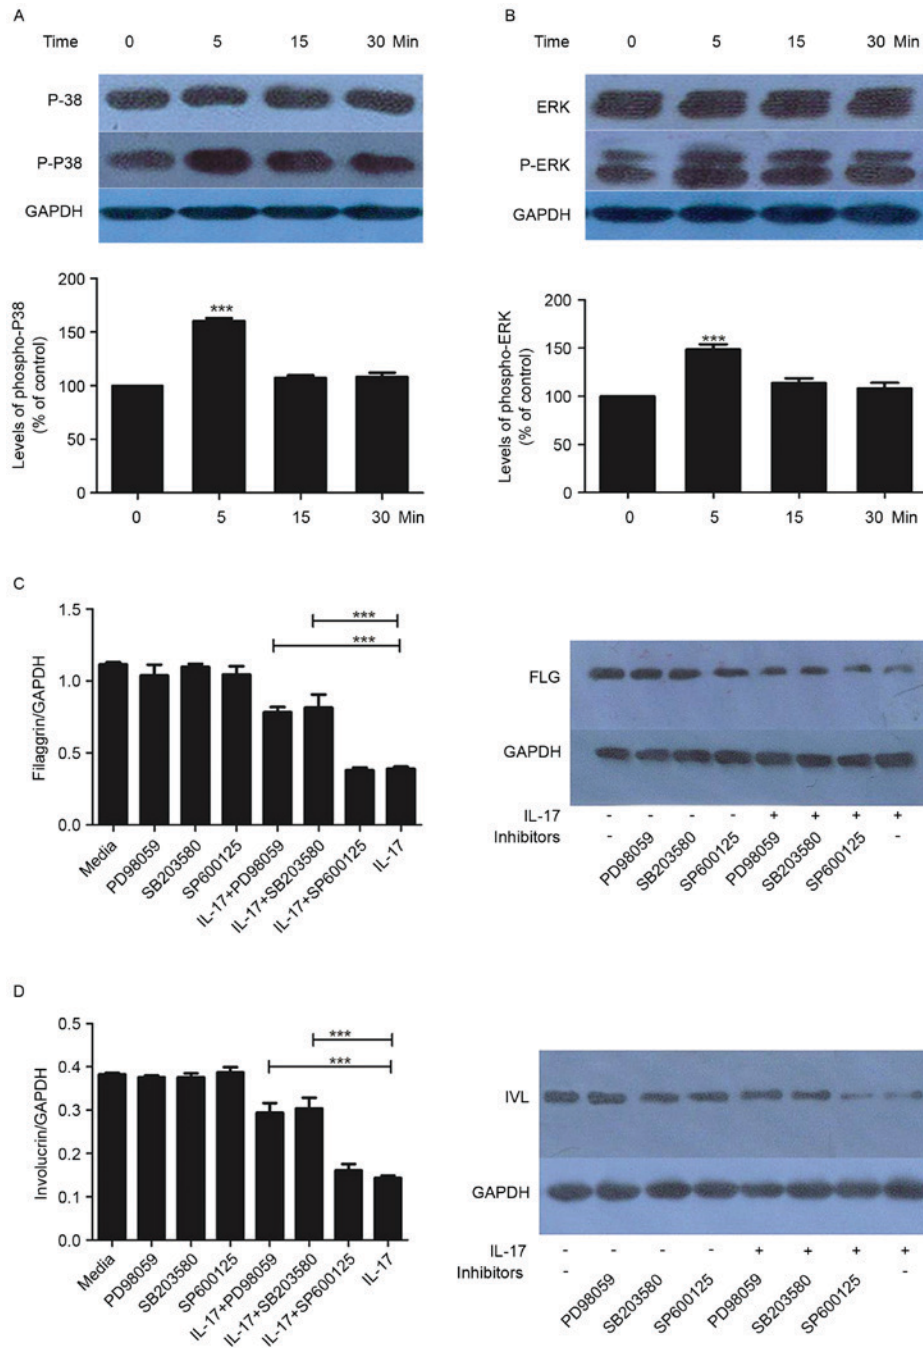 A
Time 0 5 15 30 Min
P-38
P-P38
GAPDH
Levels of phospho-P38
(% of control)
200
150
100
50
0
***
0 5 15 30 Min
B
Time 0 5 15 30 Min
ERK
P-ERK
GAPDH
Levels of phospho-ERK
(% of control)
200
150
100
50
0
***
0 5 15 30 Min
C
Filaggrin/GAPDH
1.5
1.0
0.5
0.0
***
***
Media
PD98059
SB203580
SP600125
IL-17+PD98059
IL-17+SB203580
IL-17+SP600125
IL-17
FLG
GAPDH
IL-17 - - - - + + + +
Inhibitors - PD98059 SB203580 SP600125 PD98059 SB203580 SP600125 -
D
Involucrin/GAPDH
0.5
0.4
0.3
0.2
0.1
0.0
***
***
Media
PD98059
SB203580
SP600125
IL-17+PD98059
IL-17+SB203580
IL-17+SP600125
IL-17
IVL
GAPDH
IL-17 - - - - + + + +
Inhibitors - PD98059 SB203580 SP600125 PD98059 SB203580 SP600125 -